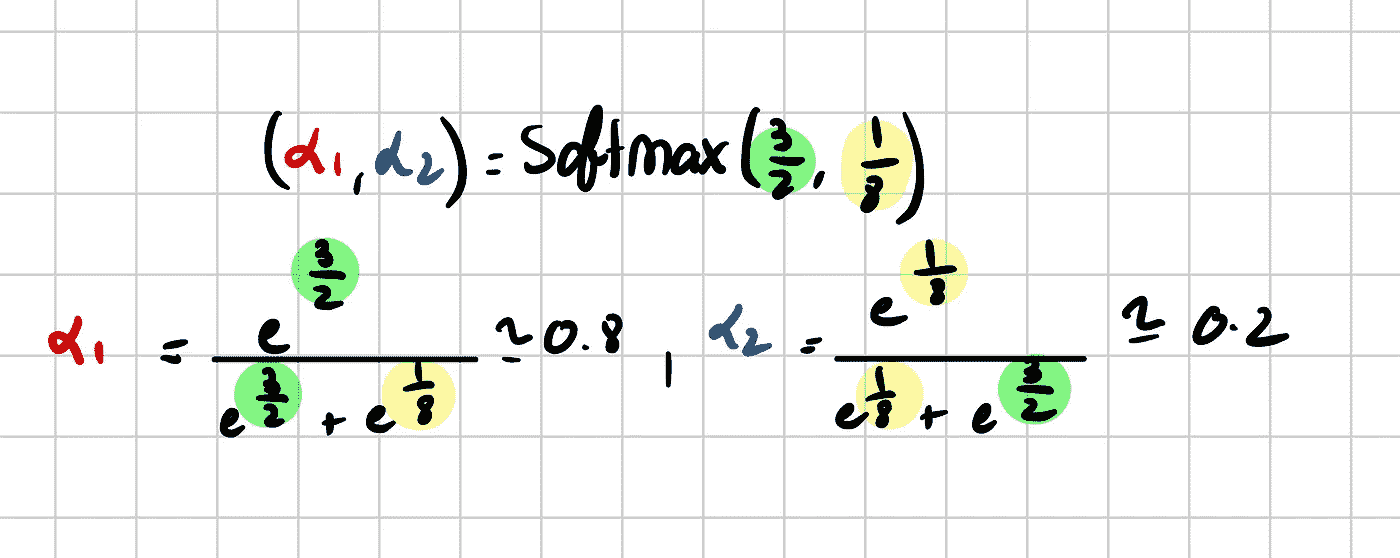 (α₁, α₂) = Softmax(3/2, 1/8)
α₁ = e^(3/2) / (e^(3/2) + e^(1/8)) ≃ 0.8 , α₂ = e^(1/8) / (e^(1/8) + e^(3/2)) ≃ 0.2